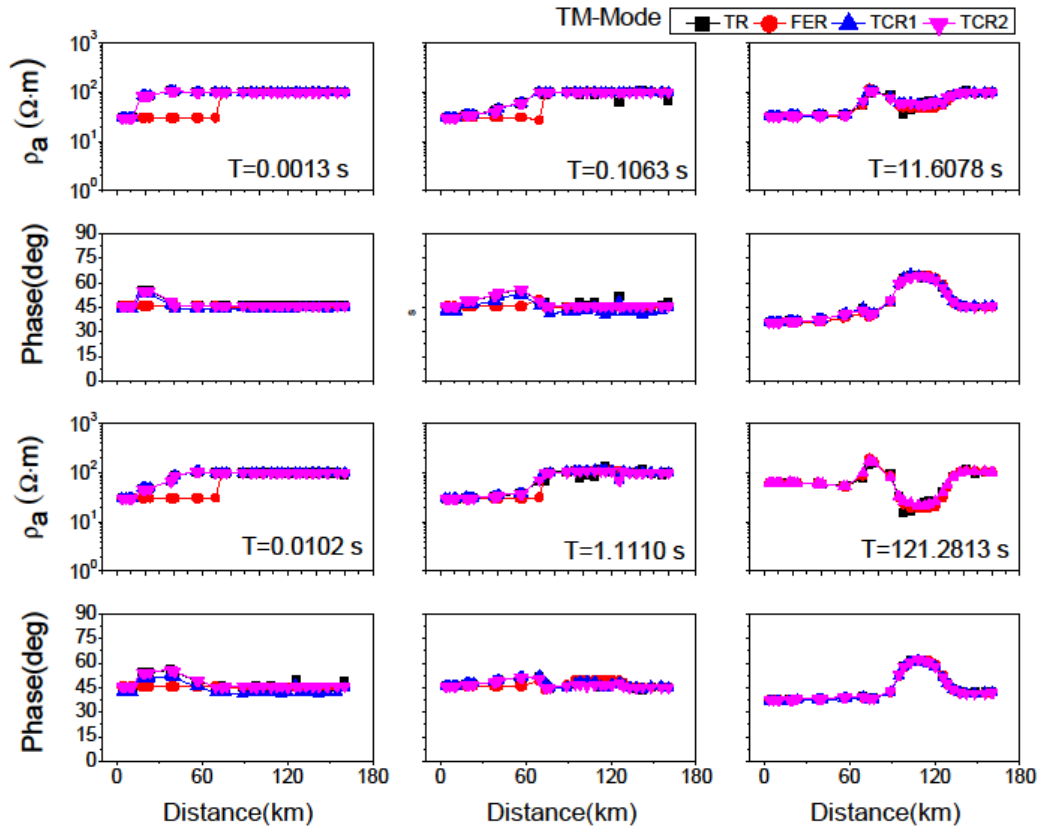 TM-Mode TR FER TCR1 TCR2
10³
10²
10¹
10⁰
ρa (Ω·m)
T=0.0013 s
T=0.1063 s
T=11.6078 s
90
75
60
45
30
15
0
Phase(deg)
s
10³
10²
10¹
10⁰
ρa (Ω·m)
T=0.0102 s
T=1.1110 s
T=121.2813 s
90
75
60
45
30
15
0
Phase(deg)
0 60 120 180 0 60 120 180 0 60 120 180
Distance(km) Distance(km) Distance(km)